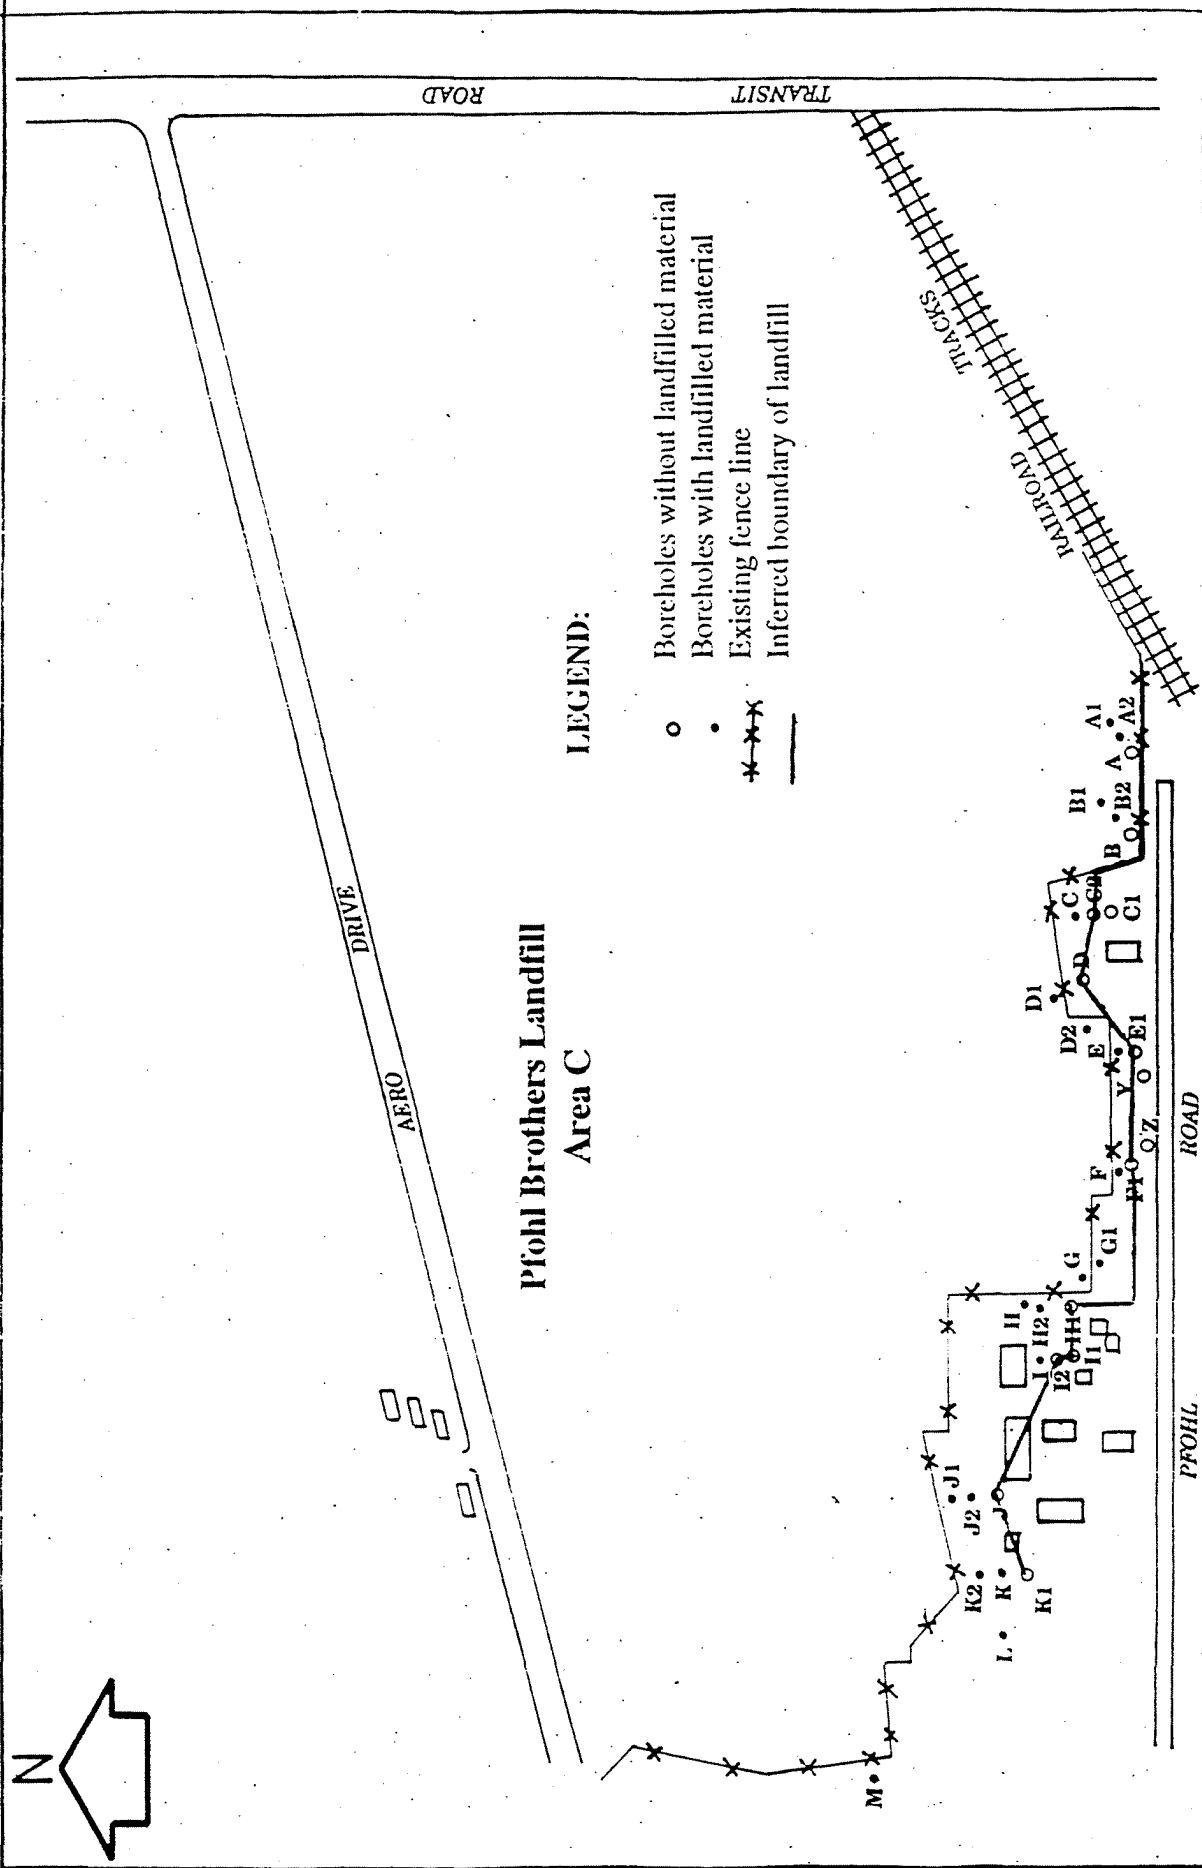 N
TRANSIT
ROAD
AERO
DRIVE
Pfohl Brothers Landfill
Area C
LEGEND:
Boreholes without landfilled material
Boreholes with landfilled material
Existing fence line
Inferred boundary of landfill
RAILROAD
TRACKS
M
L
K2
K
K1
J1
J2
J
I
I2
I1
H
H2
H1
G
G1
F
F1
Z
Y
E
E1
D2
D1
D
C
C2
C1
B
B1
B2
A
A1
A2
PFOHL
ROAD